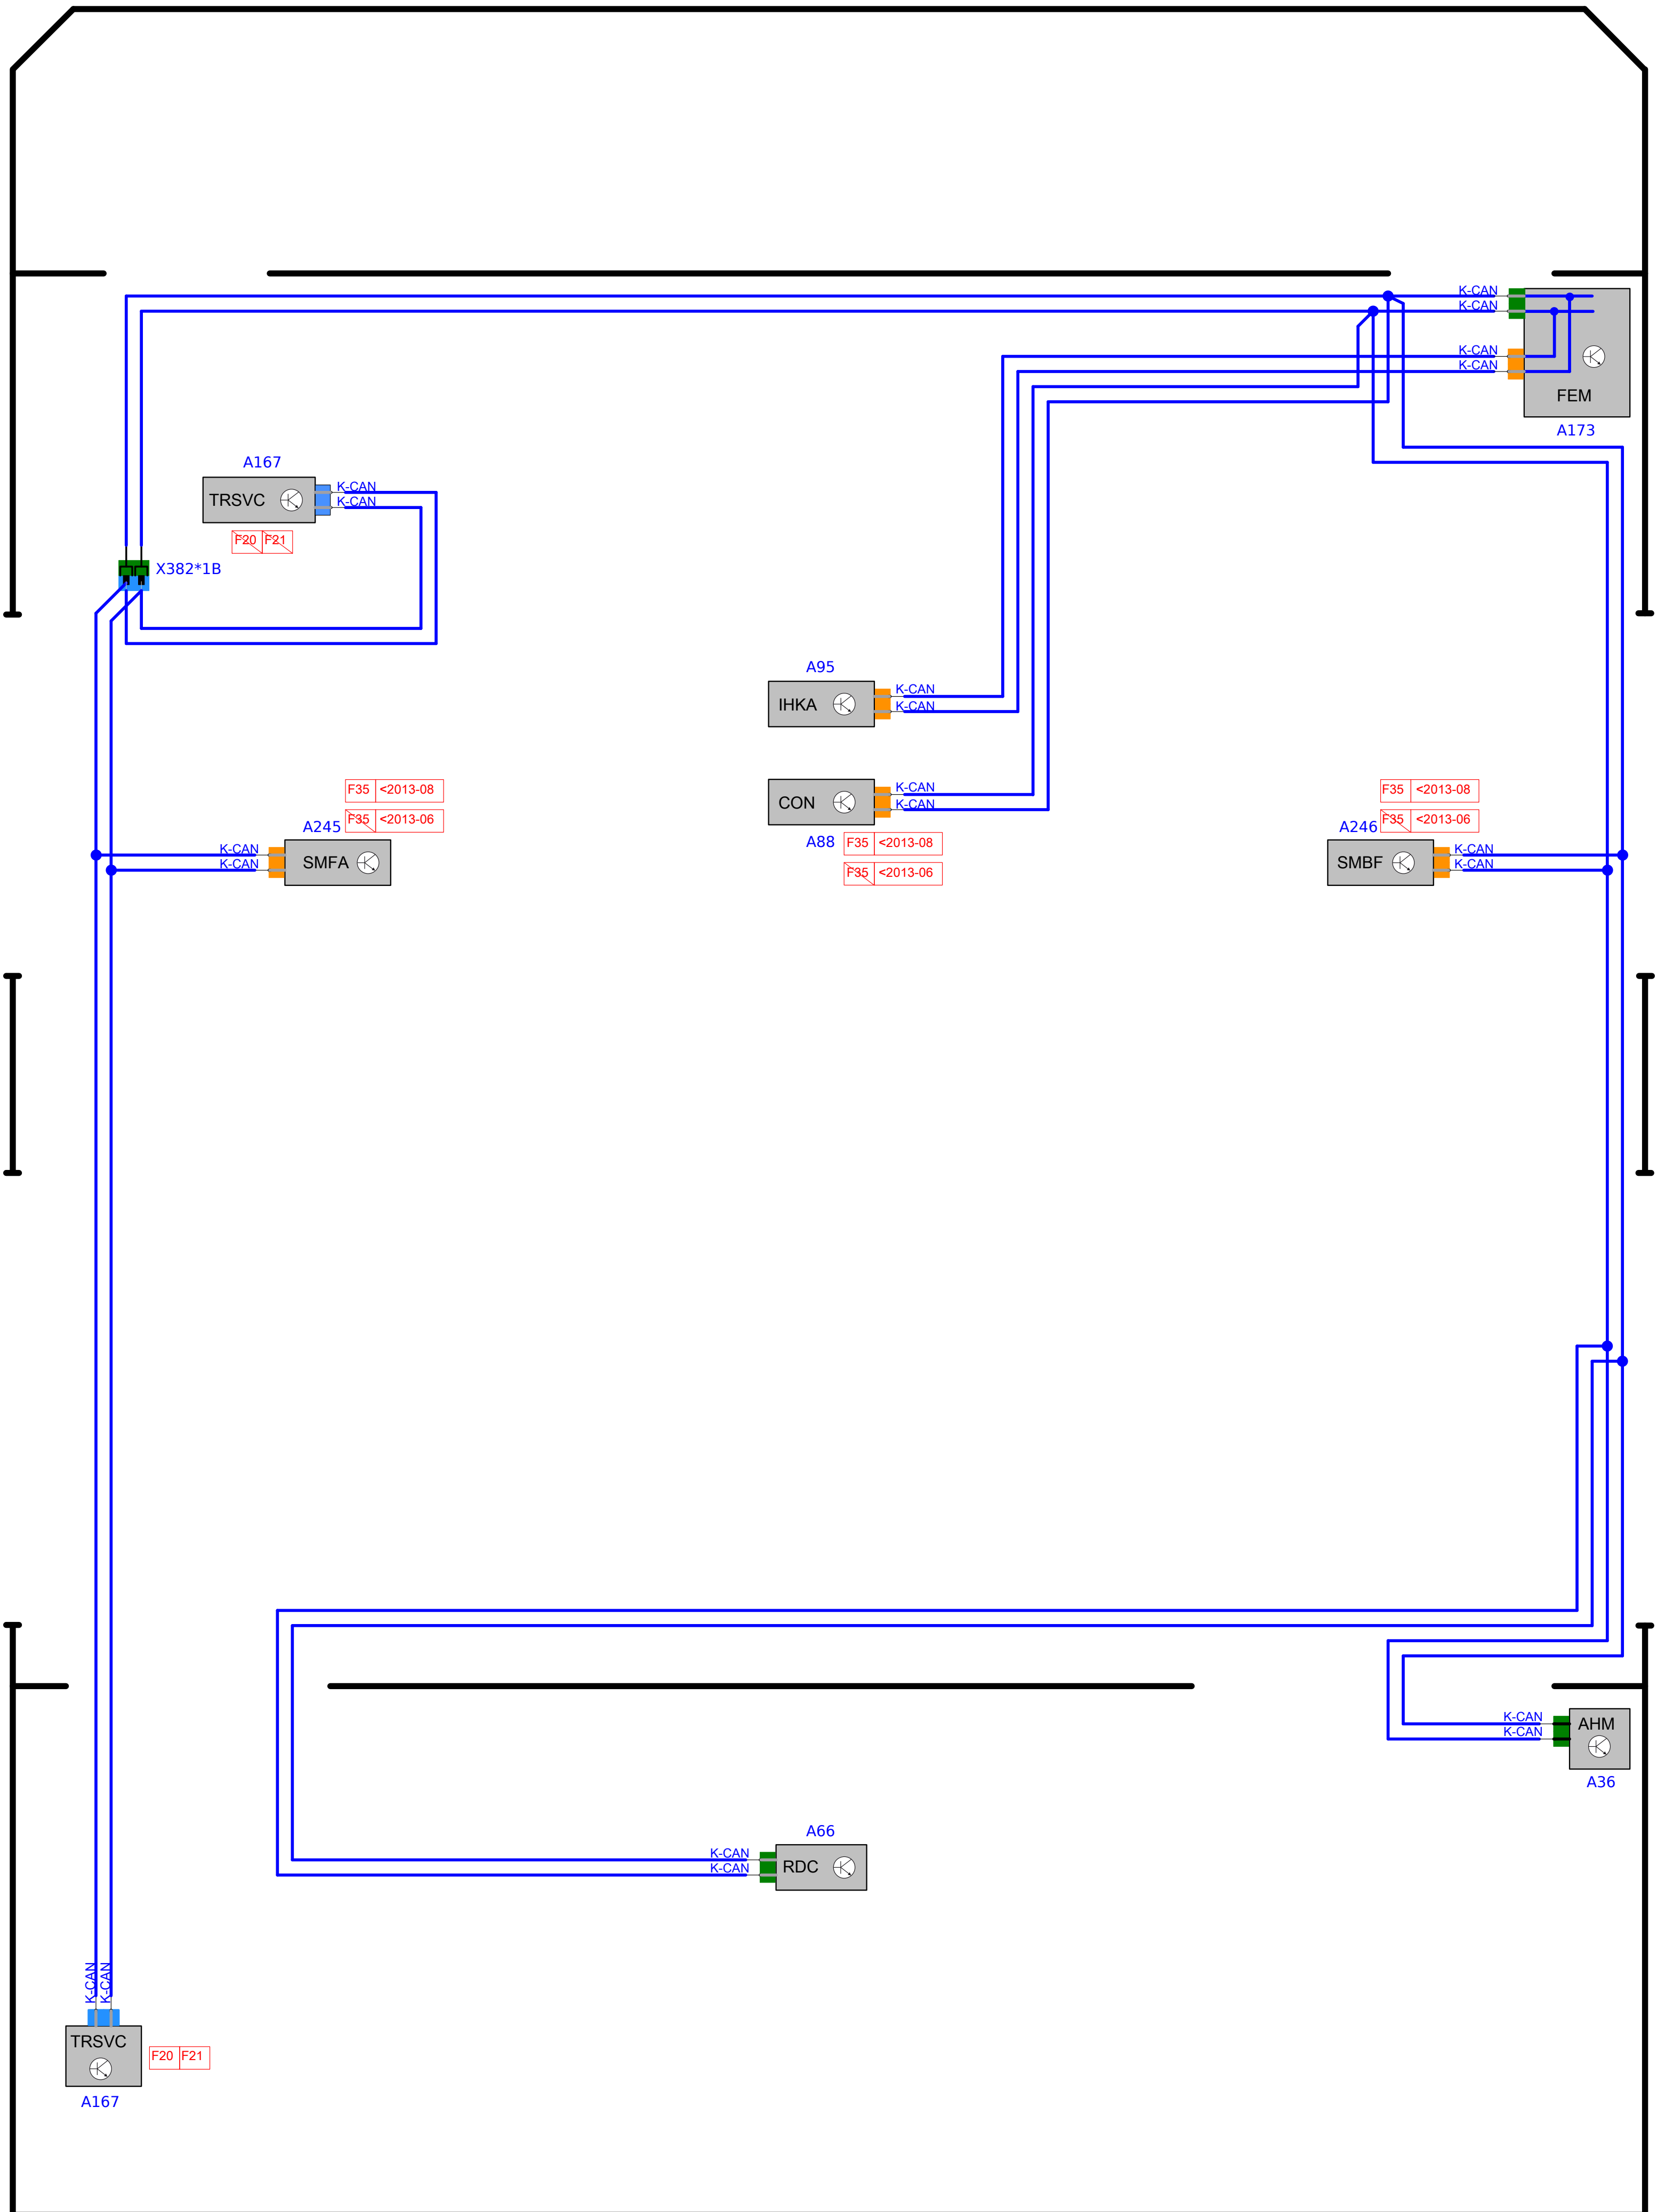 K-CAN
K-CAN
K-CAN
K-CAN
FEM
A173
A167
TRSVC
K-CAN
K-CAN
F20 F21
X382*1B
A95
IHKA
K-CAN
K-CAN
F35 <2013-08
F35 <2013-06
A245
K-CAN
K-CAN
SMFA
CON
K-CAN
K-CAN
A88
F35 <2013-08
F35 <2013-06
F35 <2013-08
F35 <2013-06
A246
SMBF
K-CAN
K-CAN
K-CAN
K-CAN
AHM
A36
A66
K-CAN
K-CAN
RDC
K-CAN
K-CAN
TRSVC
F20 F21
A167